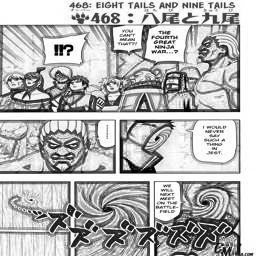 468: EIGHT TAILS AND NINE TAILS
468:八尾と九尾
THE
FOURTH
GREAT
NINJA
WAR...?
YOU
CAN'T
MEAN
THAT?!
!!?
I WOULD
NEVER
SAY
SUCH A
THING
IN
JEST.
WE
WILL
NEXT
MEET ON
THE
BATTLE-
FIELD
ズズズズ